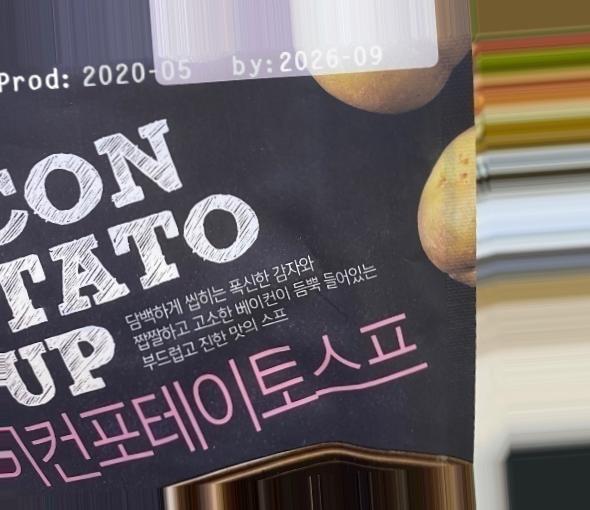 Prod: 2020-05 by: 2026-09
CON
TATO
UP
담백하게 씹히는 폭신한 감자와
짭짤하고 고소한 베이컨이 듬뿍 들어있는
부드럽고 진한 맛의 스프
이컨포테이토스프